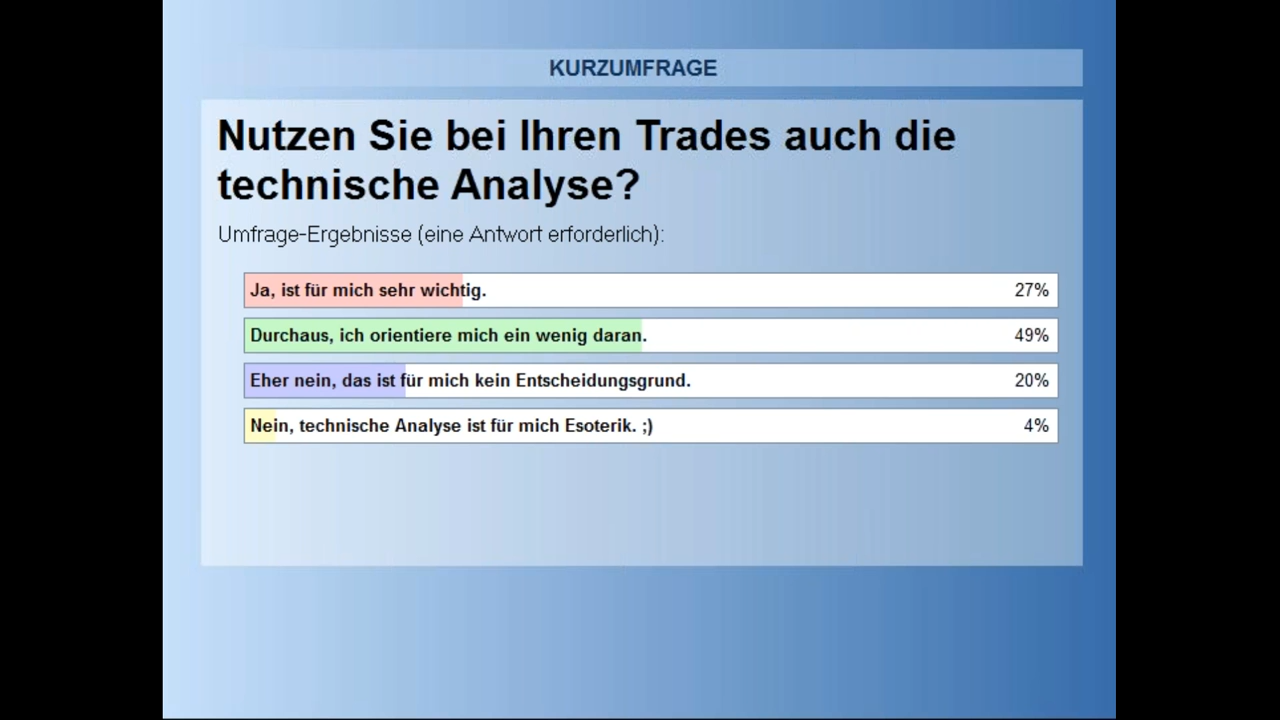 KURZUMFRAGE
Nutzen Sie bei Ihren Trades auch die
technische Analyse?
Umfrage-Ergebnisse (eine Antwort erforderlich):
Ja, ist für mich sehr wichtig. 27%
Durchaus, ich orientiere mich ein wenig daran. 49%
Eher nein, das ist für mich kein Entscheidungsgrund. 20%
Nein, technische Analyse ist für mich Esoterik. ;) 4%